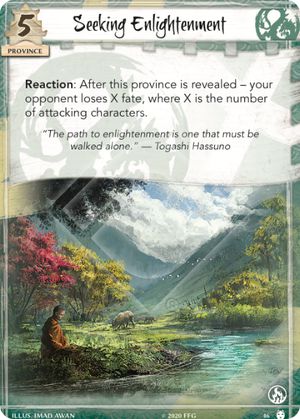 5
Seeking Enlightenment
PROVINCE
Reaction: After this province is revealed – your
opponent loses X fate, where X is the number
of attacking characters.
“The path to enlightenment is one that must be
walked alone.” — Togashi Hassuno
ILLUS. IMAD AWAN
© 2020 FFG